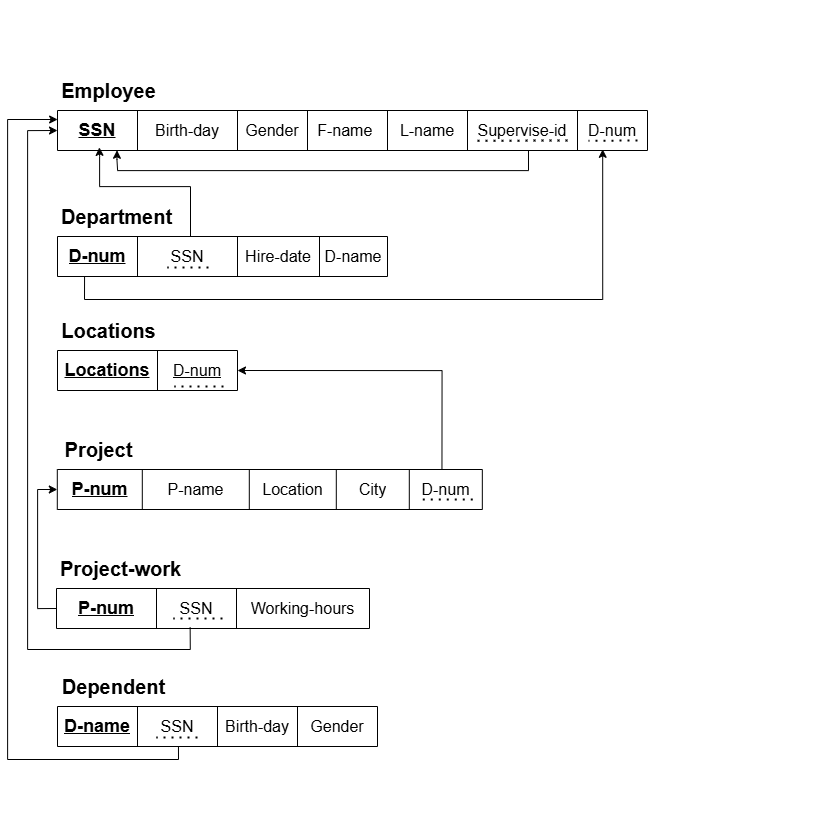 Employee
SSN Birth-day Gender F-name L-name Supervise-id D-num
Department
D-num SSN Hire-date D-name
Locations
Locations D-num
Project
P-num P-name Location City D-num
Project-work
P-num SSN Working-hours
Dependent
D-name SSN Birth-day Gender